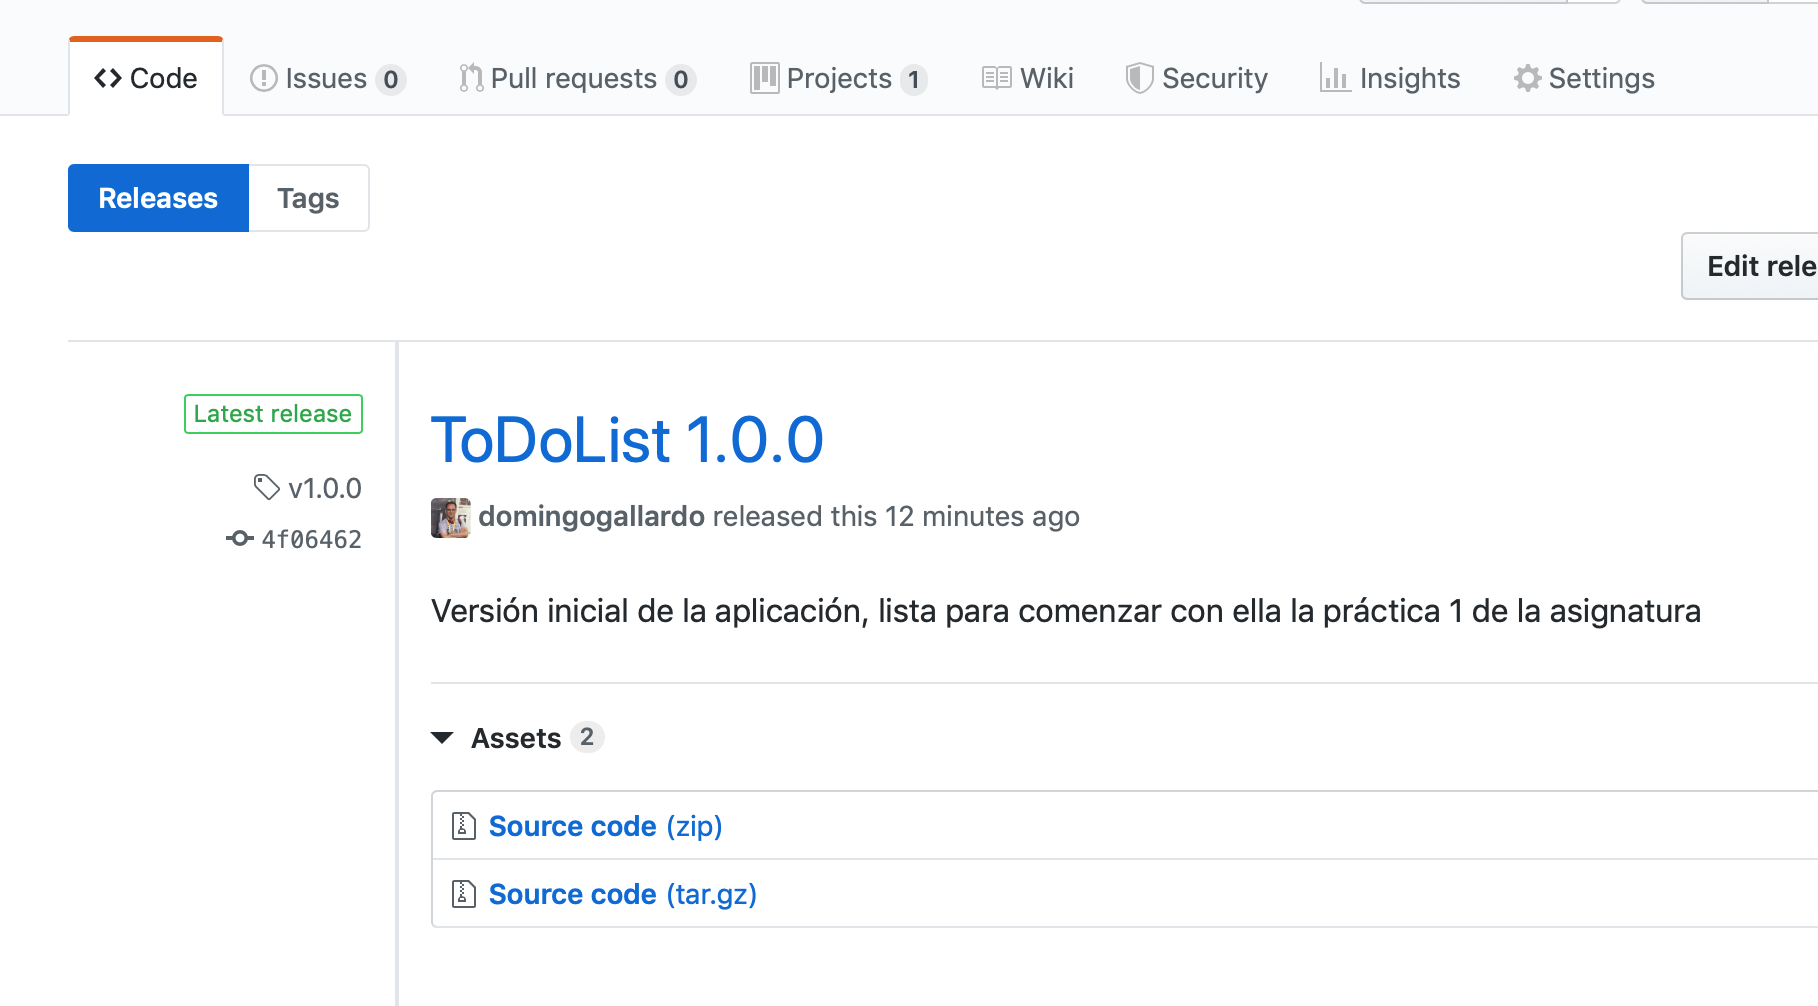 Code Issues 0 Pull requests 0 Projects 1 Wiki Security Insights Settings
Releases Tags
Edit rele
Latest release
v1.0.0
4f06462
ToDoList 1.0.0
domingogallardo released this 12 minutes ago
Versión inicial de la aplicación, lista para comenzar con ella la práctica 1 de la asignatura
Assets 2
Source code (zip)
Source code (tar.gz)